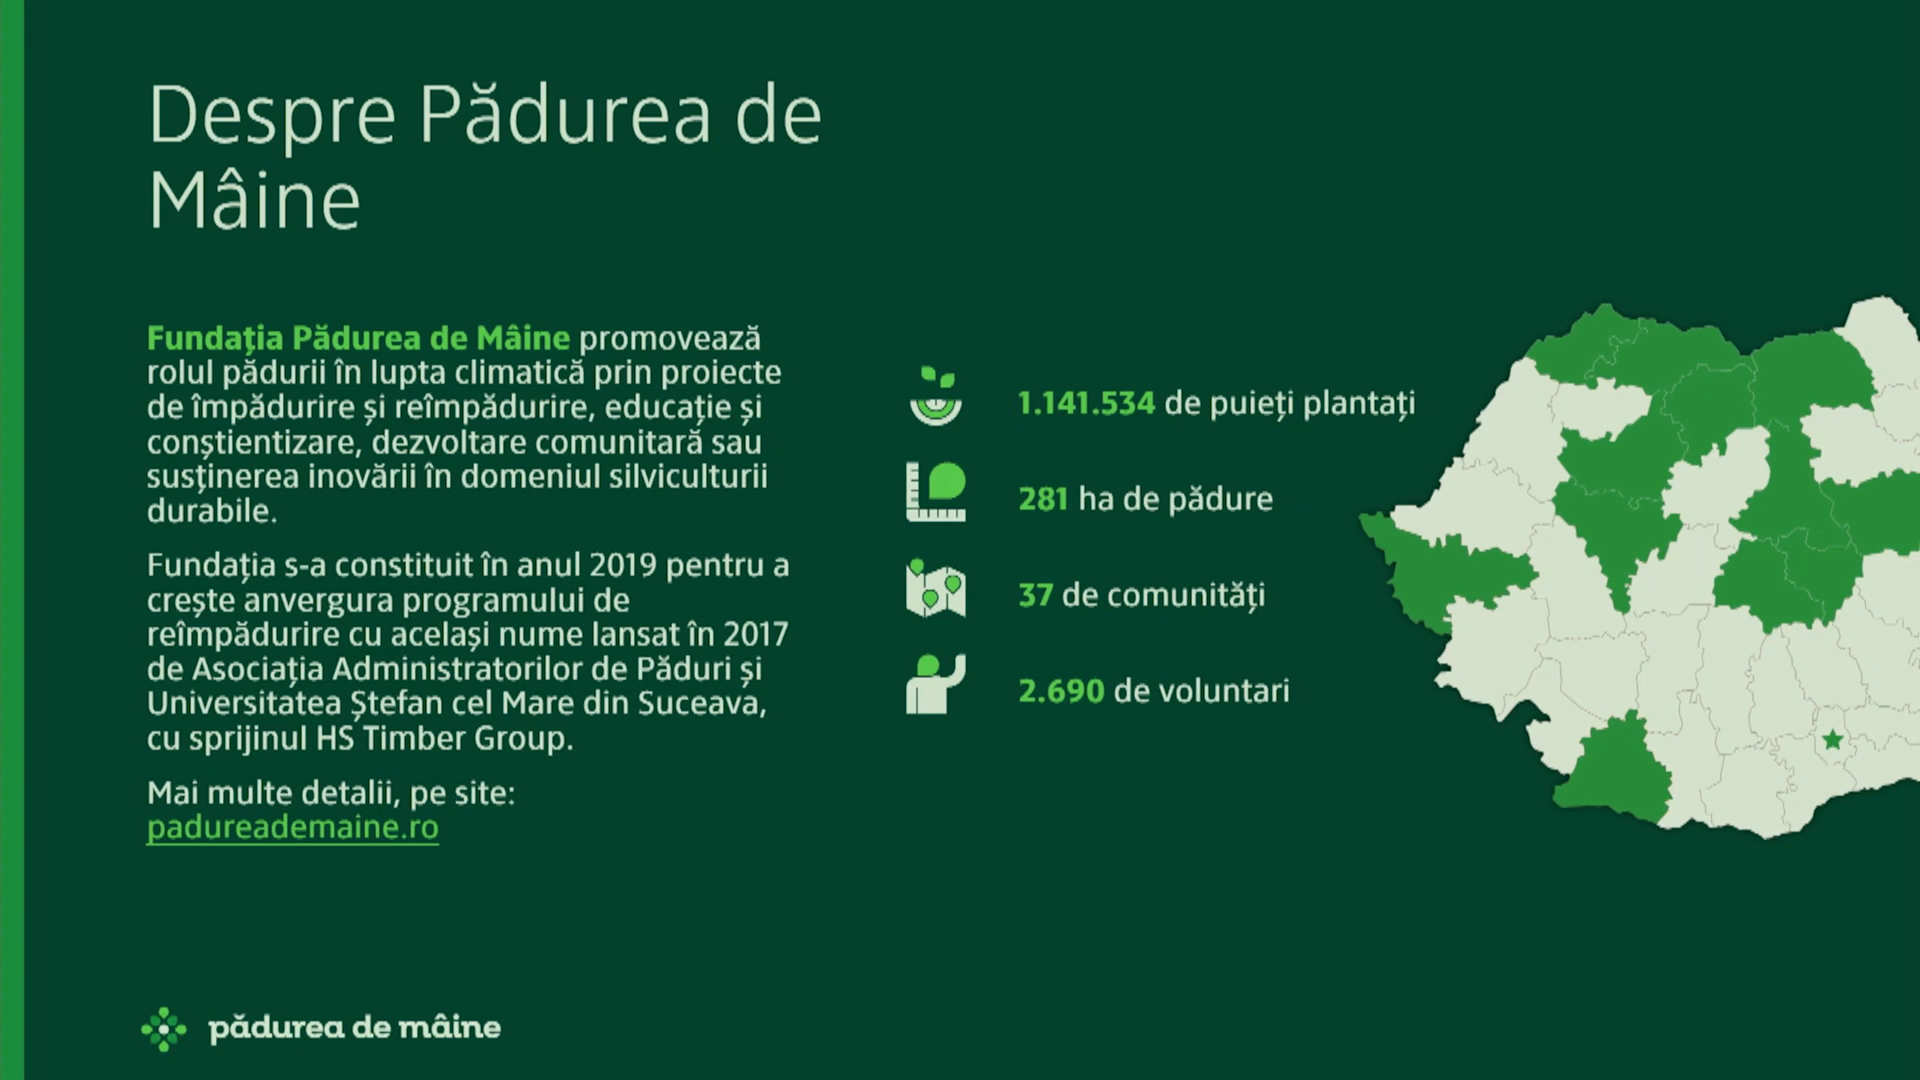 Despre Pădurea de
Mâine
Fundația Pădurea de Mâine promovează
rolul pădurii în lupta climatică prin proiecte
de împădurire și reîmpădurire, educație și
conștientizare, dezvoltare comunitară sau
susținerea inovării în domeniul silviculturii
durabile.
Fundația s-a constituit în anul 2019 pentru a
crește anvergura programului de
reîmpădurire cu același nume lansat în 2017
de Asociația Administratorilor de Păduri și
Universitatea Ștefan cel Mare din Suceava,
cu sprijinul HS Timber Group.
Mai multe detalii, pe site:
padureademaine.ro
1.141.534 de puieți plantați
281 ha de pădure
37 de comunități
2.690 de voluntari
pădurea de mâine